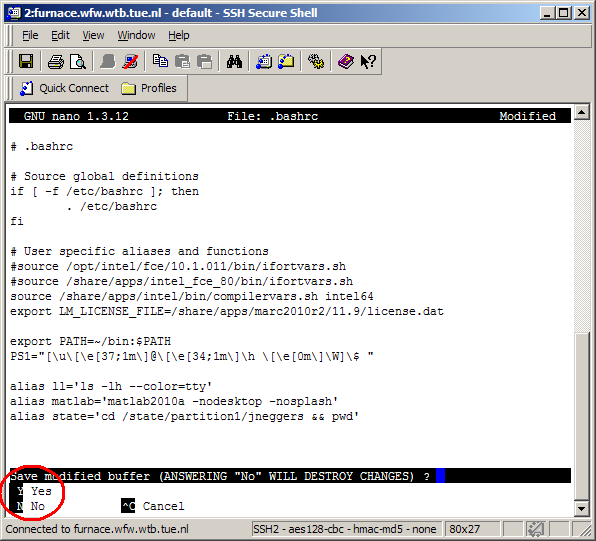 2:furnace.wfw.wtb.tue.nl - default - SSH Secure Shell
File Edit View Window Help
Quick Connect Profiles
GNU nano 1.3.12 File: .bashrc Modified
# .bashrc
# Source global definitions
if [ -f /etc/bashrc ]; then
. /etc/bashrc
fi
# User specific aliases and functions
#source /opt/intel/fce/10.1.011/bin/ifortvars.sh
#source /share/apps/intel_fce_80/bin/ifortvars.sh
source /share/apps/intel/bin/compilervars.sh intel64
export LM_LICENSE_FILE=/share/apps/marc2010r2/11.9/license.dat
export PATH=~/bin:$PATH
PS1="[\u\[\e[37;1m\]@\[\e[34;1m\]\h \[\e[0m\]\W]\$ "
alias ll='ls -lh --color=tty'
alias matlab='matlab2010a -nodesktop -nosplash'
alias state='cd /state/partition1/jneggers && pwd'
Save modified buffer (ANSWERING "No" WILL DESTROY CHANGES) ?
Y Yes
N No ^C Cancel
Connected to furnace.wfw.wtb.tue.nl SSH2 - aes128-cbc - hmac-md5 - none 80x27